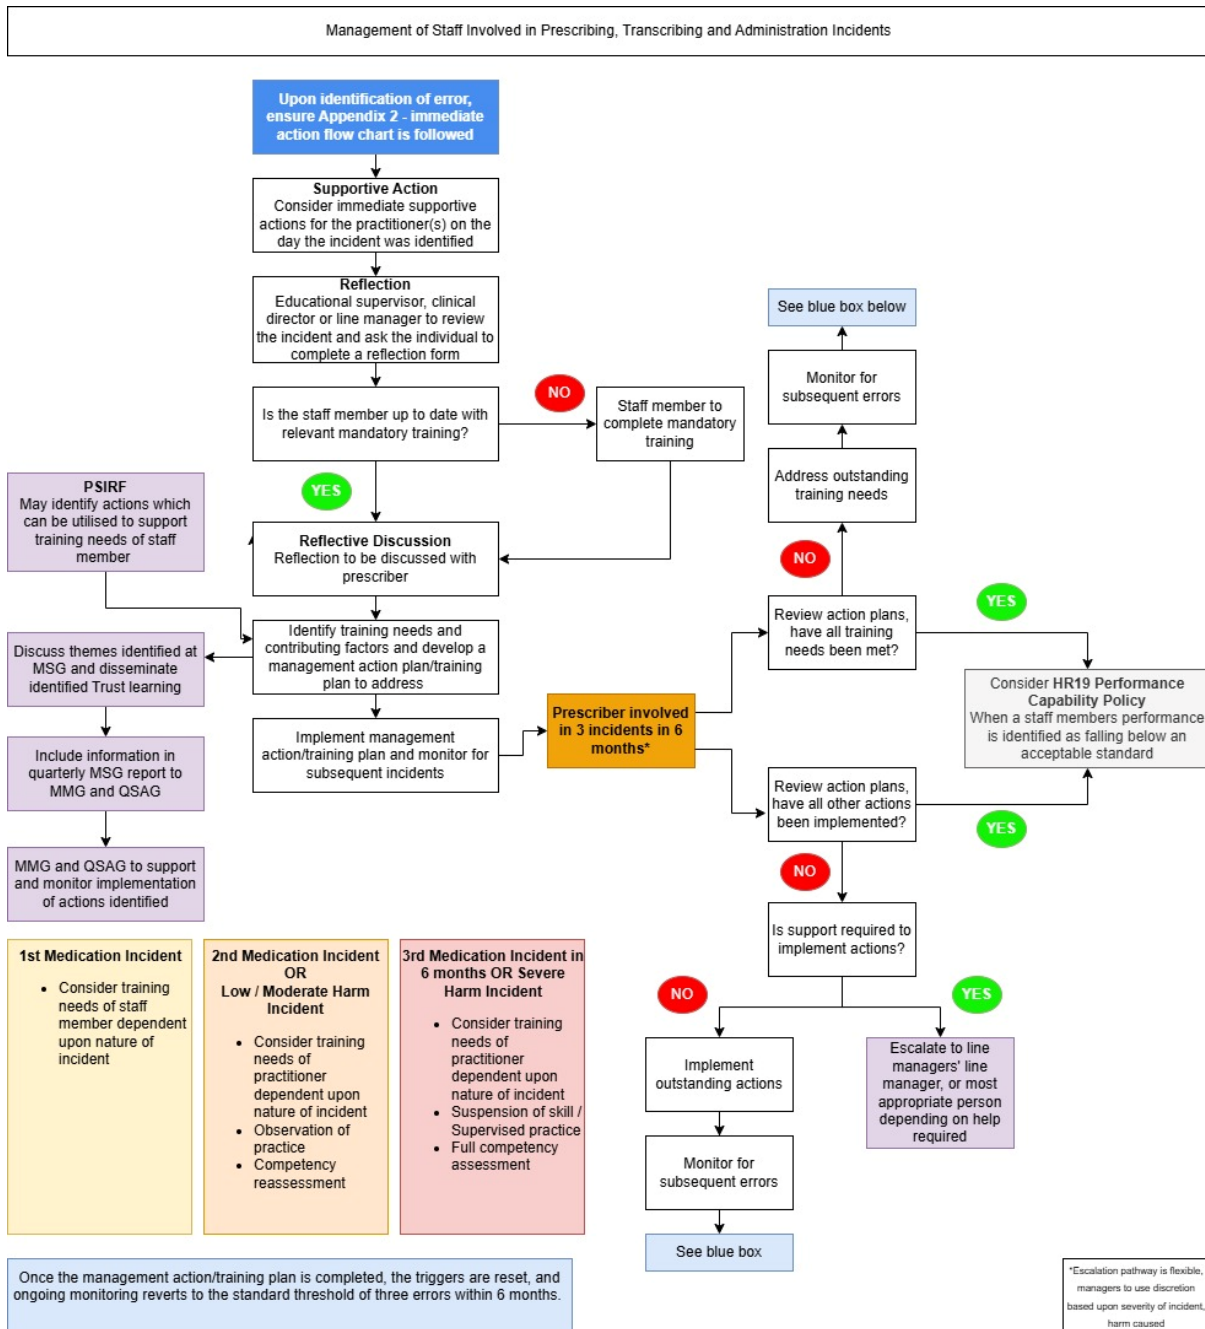 Management of Staff Involved in Prescribing, Transcribing and Administration Incidents
Upon identification of error,
ensure Appendix 2 - immediate
action flow chart is followed
Supportive Action
Consider immediate supportive
actions for the practitioner(s) on the
day the incident was identified
Reflection
Educational supervisor, clinical
director or line manager to review
the incident and ask the individual to
complete a reflection form
Is the staff member up to date with
relevant mandatory training?
NO
Staff member to
complete mandatory
training
YES
Reflective Discussion
Reflection to be discussed with
prescriber
PSIRF
May identify actions which
can be utilised to support
training needs of staff
member
Identify training needs and
contributing factors and develop a
management action plan/training
plan to address
Discuss themes identified at
MSG and disseminate
identified Trust learning
Include information in
quarterly MSG report to
MMG and QSAG
MMG and QSAG to support
and monitor implementation
of actions identified
Implement management
action/training plan and monitor for
subsequent incidents
Prescriber involved
in 3 incidents in 6
months*
See blue box below
Monitor for
subsequent errors
Address outstanding
training needs
NO
Review action plans,
have all training
needs been met?
YES
Consider HR19 Performance
Capability Policy
When a staff members performance
is identified as falling below an
acceptable standard
Review action plans,
have all other actions
been implemented?
YES
NO
Is support required to
implement actions?
NO
YES
Implement
outstanding actions
Monitor for
subsequent errors
See blue box
Escalate to line
managers' line
manager, or most
appropriate person
depending on help
required
1st Medication Incident
• Consider training
needs of staff
member dependent
upon nature of
incident
2nd Medication Incident
OR
Low / Moderate Harm
Incident
• Consider training
needs of
practitioner
dependent upon
nature of incident
• Observation of
practice
• Competency
reassessment
3rd Medication Incident in
6 months OR Severe
Harm Incident
• Consider training
needs of
practitioner
dependent upon
nature of incident
• Suspension of skill /
Supervised practice
• Full competency
assessment
Once the management action/training plan is completed, the triggers are reset, and
ongoing monitoring reverts to the standard threshold of three errors within 6 months.
*Escalation pathway is flexible,
managers to use discretion
based upon severity of incident,
harm caused